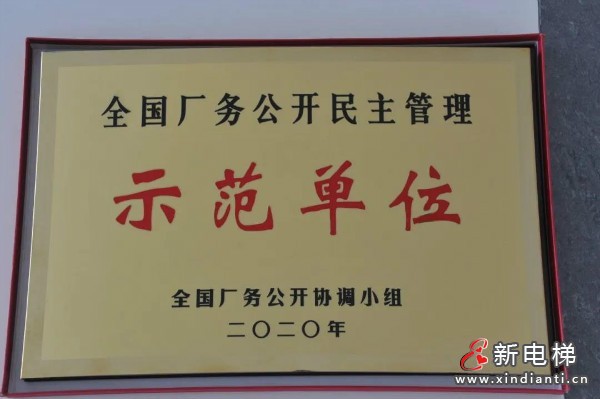 全国厂务公开民主管理
示范单位
全国厂务公开协调小组
二〇二〇年
新电梯
www.xindianti.cn